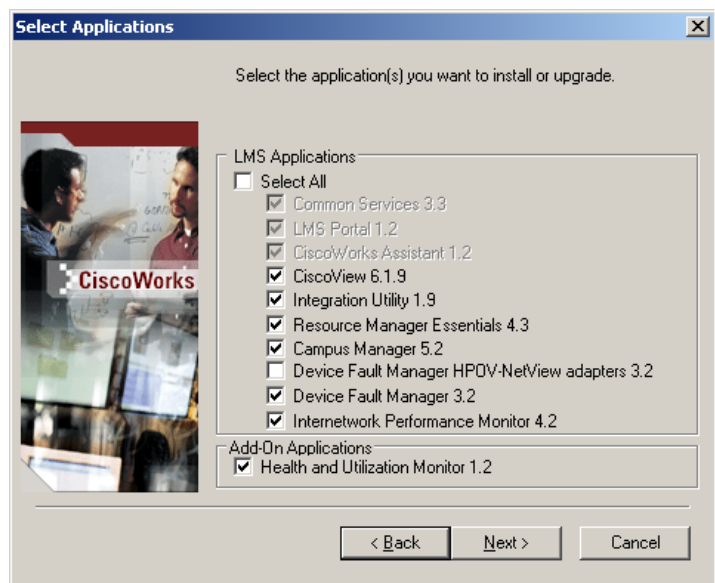 Select Applications
Select the application(s) you want to install or upgrade.
LMS Applications
Select All
Common Services 3.3
LMS Portal 1.2
CiscoWorks Assistant 1.2
CiscoView 6.1.9
Integration Utility 1.9
Resource Manager Essentials 4.3
Campus Manager 5.2
Device Fault Manager HPOV-NetView adapters 3.2
Device Fault Manager 3.2
Internetwork Performance Monitor 4.2
CiscoWorks
Add-On Applications
Health and Utilization Monitor 1.2
< Back
Next >
Cancel